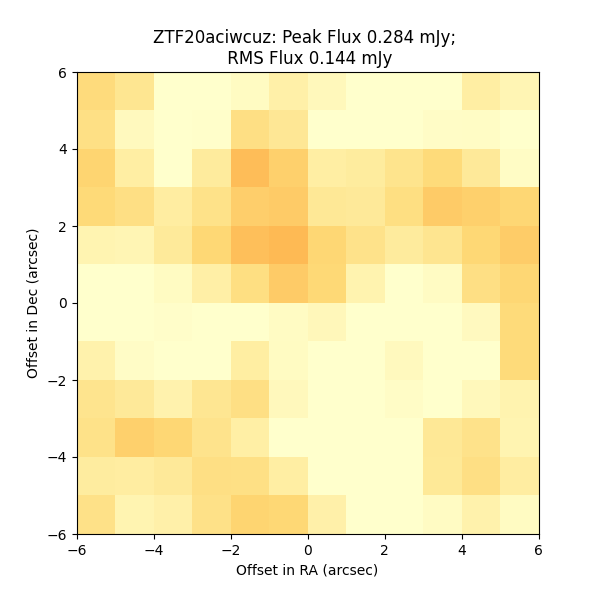 ZTF20aciwcuz: Peak Flux 0.284 mJy;
RMS Flux 0.144 mJy
6
4
2
0
−2
−4
−6
Offset in Dec (arcsec)
−6 −4 −2 0 2 4 6
Offset in RA (arcsec)